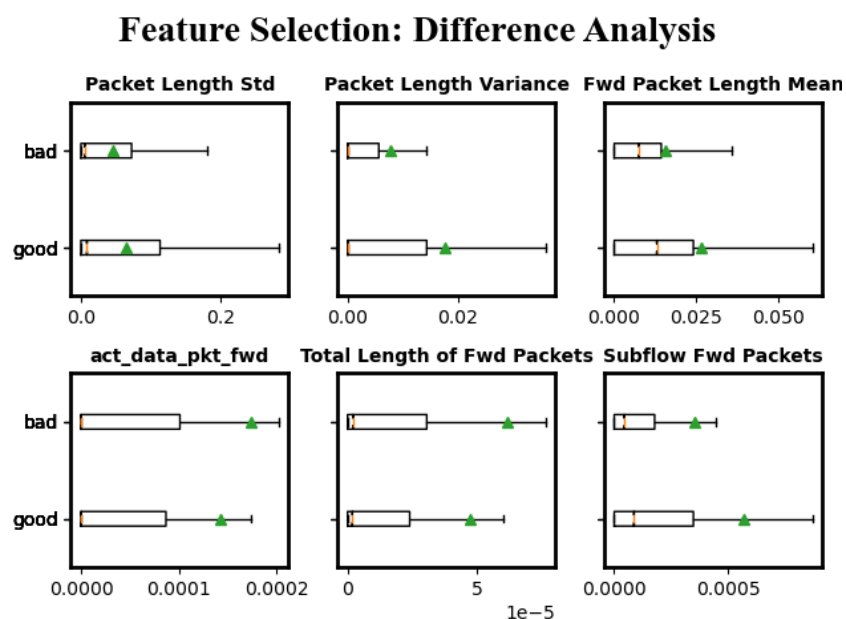 Feature Selection: Difference Analysis
Packet Length Std
Packet Length Variance
Fwd Packet Length Mean
bad
good
0.0 0.2
0.00 0.02
0.000 0.025 0.050
act_data_pkt_fwd
Total Length of Fwd Packets
Subflow Fwd Packets
bad
good
0.0000 0.0001 0.0002
0 5
1e−5
0.0000 0.0005